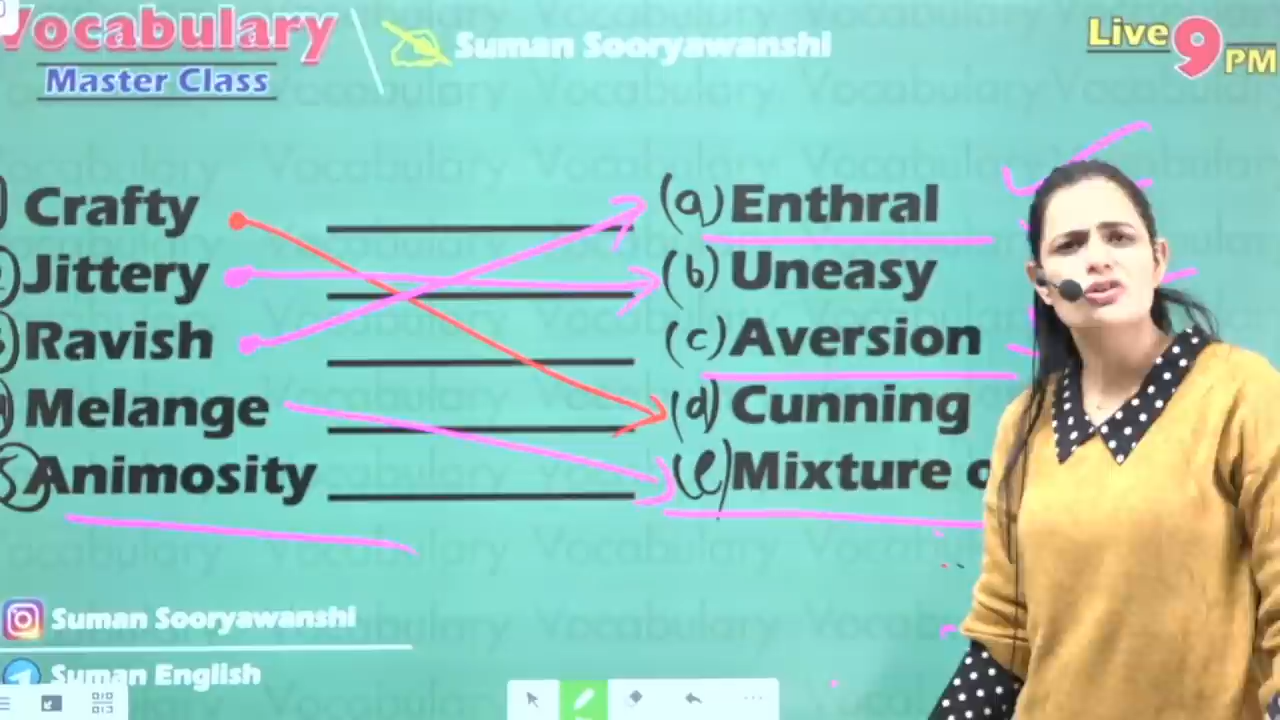 Vocabulary
Master Class
Suman Sooryawanshi
Live 9 PM
Crafty (a) Enthral
Jittery (b) Uneasy
Ravish (c) Aversion
Melange (d) Cunning
5 Animosity (e) Mixture
Suman Sooryawanshi
Suman English